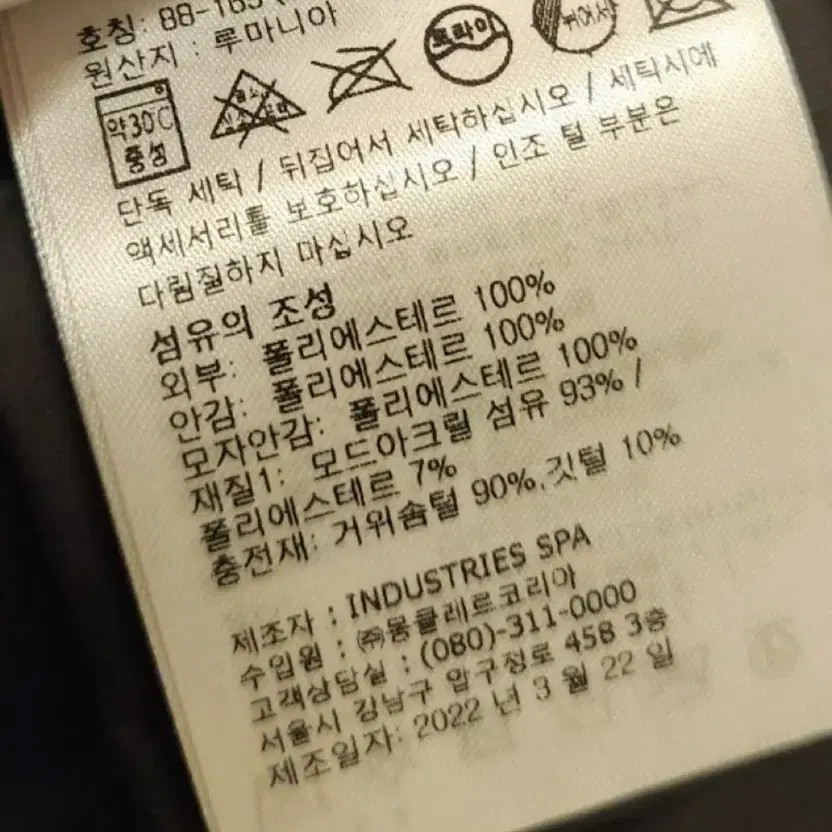 호칭: 88-165
원산지 : 루마니아
약30℃
중성
드라이
뒤집어서
단독 세탁 / 뒤집어서 세탁하십시오 / 세탁시에
액세서리를 보호하십시오 / 인조 털 부분은
다림질하지 마십시오
섬유의 조성
외부: 폴리에스테르 100%
안감: 폴리에스테르 100%
모자안감: 폴리에스테르 100%
재질1: 모드아크릴 섬유 93% /
폴리에스테르 7%
충전재: 거위솜털 90%,깃털 10%
제조자 : INDUSTRIES SPA
수입원 : ㈜몽클레르코리아
고객상담실 : (080)-311-0000
서울시 강남구 압구정로 458 3층
제조일자: 2022 년 3 월 22 일